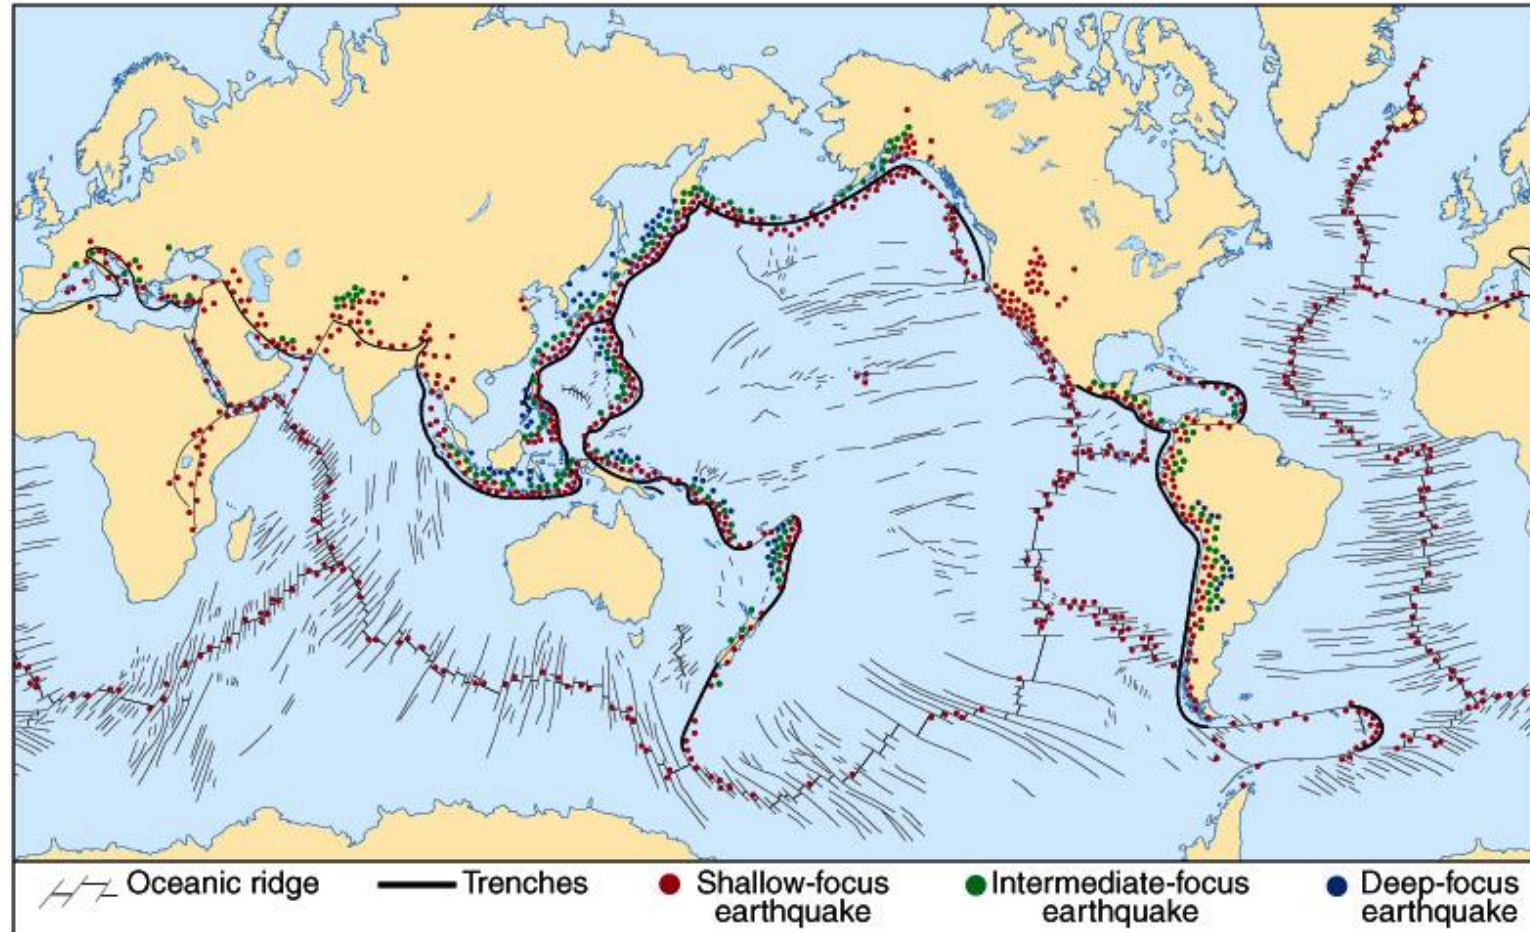 Oceanic ridge
Trenches
Shallow-focus
earthquake
Intermediate-focus
earthquake
Deep-focus
earthquake